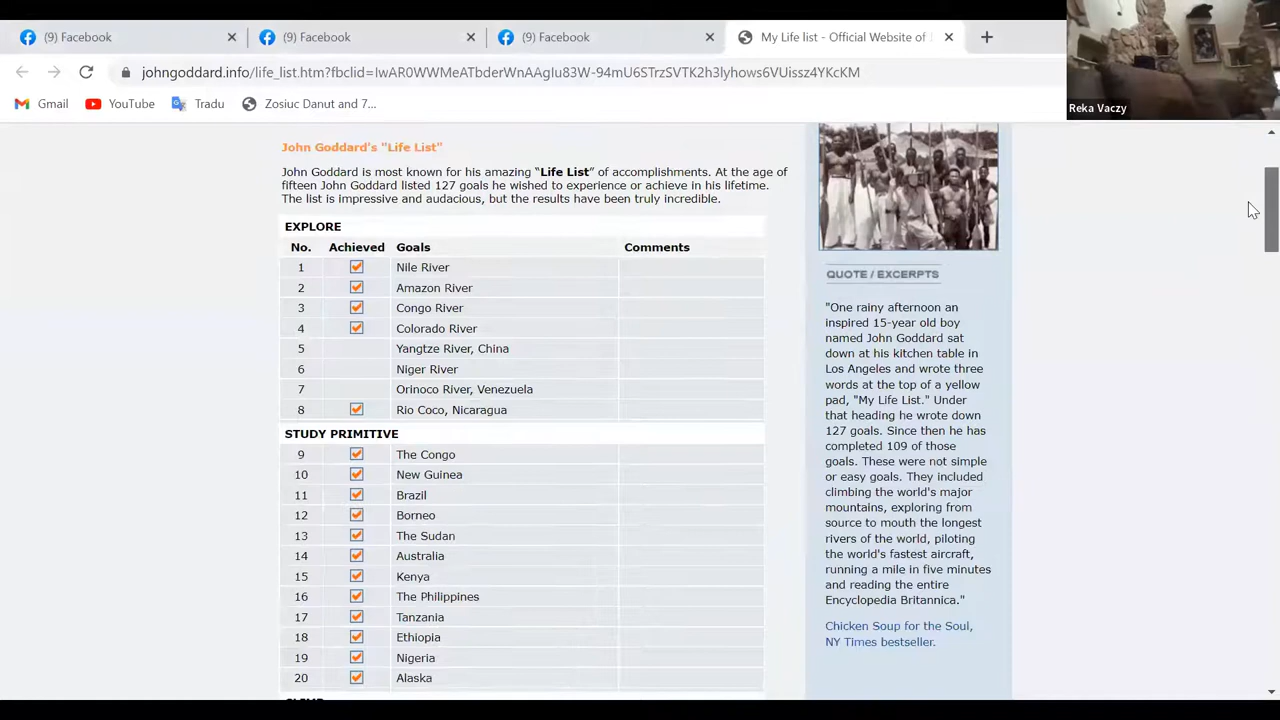 (9) Facebook
(9) Facebook
(9) Facebook
My Life list - Official Website of
johngoddard.info/life_list.htm?fbclid=IwAR0WWMeATbderWnAAgIu83W-94mU6STrzSVTK2h3lyhows6VUissz4YKcKM
Gmail
YouTube
Tradu
Zosiuc Danut and 7...
Reka Vaczy
John Goddard's "Life List"
John Goddard is most known for his amazing “Life List” of accomplishments. At the age of
fifteen John Goddard listed 127 goals he wished to experience or achieve in his lifetime.
The list is impressive and audacious, but the results have been truly incredible.
EXPLORE
No. Achieved Goals Comments
1 Nile River
2 Amazon River
3 Congo River
4 Colorado River
5 Yangtze River, China
6 Niger River
7 Orinoco River, Venezuela
8 Rio Coco, Nicaragua
STUDY PRIMITIVE
9 The Congo
10 New Guinea
11 Brazil
12 Borneo
13 The Sudan
14 Australia
15 Kenya
16 The Philippines
17 Tanzania
18 Ethiopia
19 Nigeria
20 Alaska
QUOTE / EXCERPTS
"One rainy afternoon an
inspired 15-year old boy
named John Goddard sat
down at his kitchen table in
Los Angeles and wrote three
words at the top of a yellow
pad, "My Life List." Under
that heading he wrote down
127 goals. Since then he has
completed 109 of those
goals. These were not simple
or easy goals. They included
climbing the world's major
mountains, exploring from
source to mouth the longest
rivers of the world, piloting
the world's fastest aircraft,
running a mile in five minutes
and reading the entire
Encyclopedia Britannica."
Chicken Soup for the Soul,
NY Times bestseller.